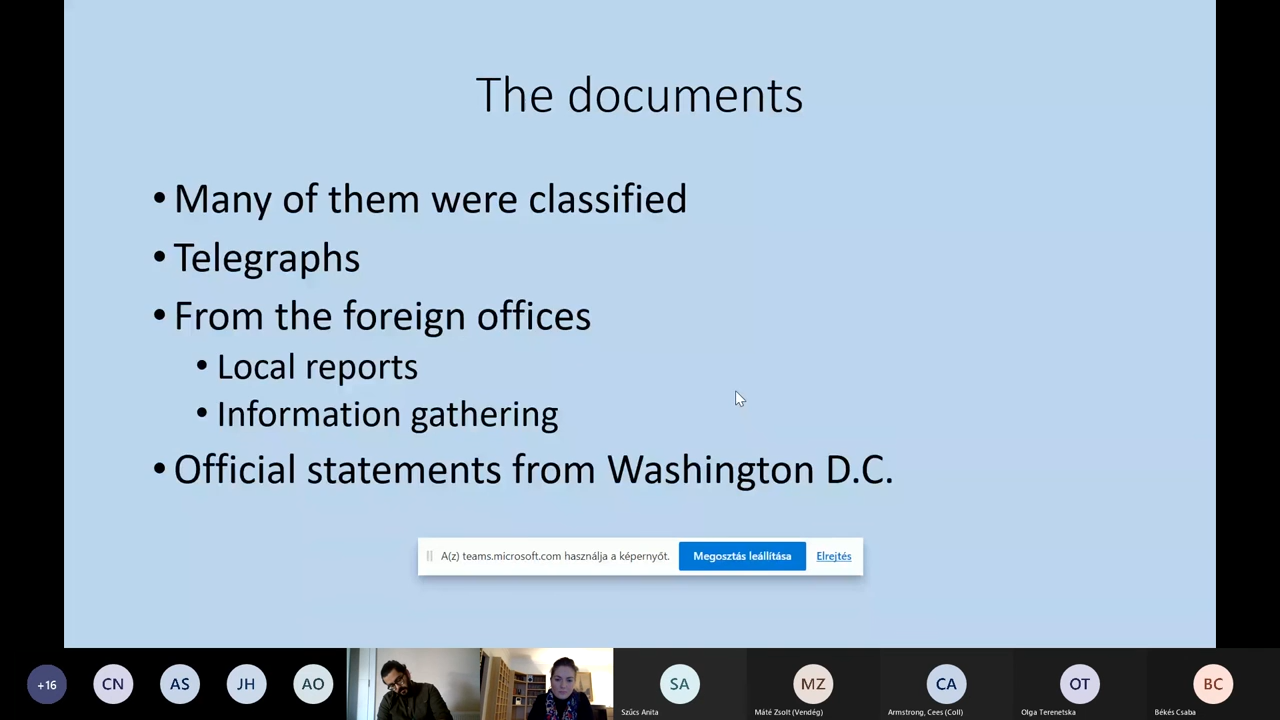 The documents
• Many of them were classified
• Telegraphs
• From the foreign offices
• Local reports
• Information gathering
• Official statements from Washington D.C.
A(z) teams.microsoft.com használja a képernyőt. Megosztás leállítása Elrejtés
+16 CN AS JH AO SA MZ CA OT BC
Szűcs Anita Máté Zsolt (Vendég) Armstrong, Cees (Coll) Olga Terenetska Békés Csaba